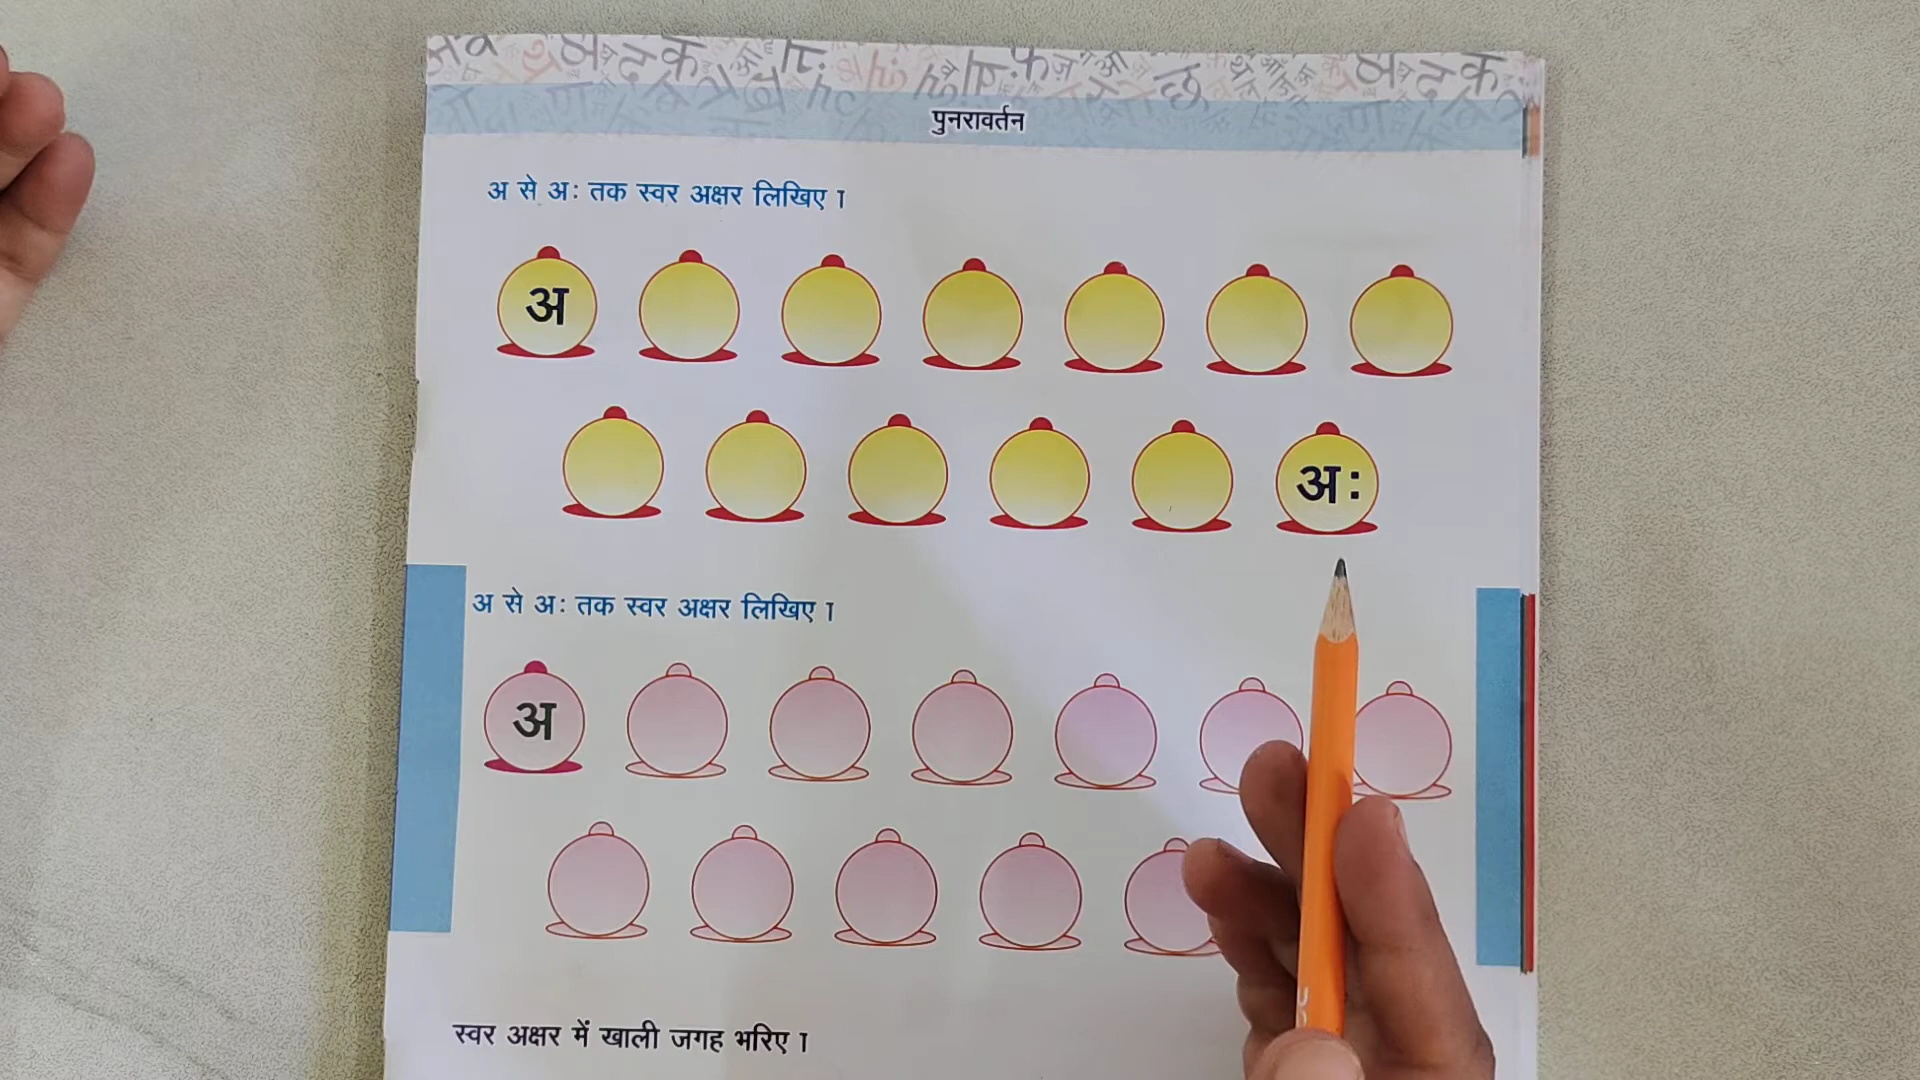 पुनरावर्तन
अ से अः तक स्वर अक्षर लिखिए ।
अ
अः
अ से अः तक स्वर अक्षर लिखिए ।
अ
स्वर अक्षर में खाली जगह भरिए ।